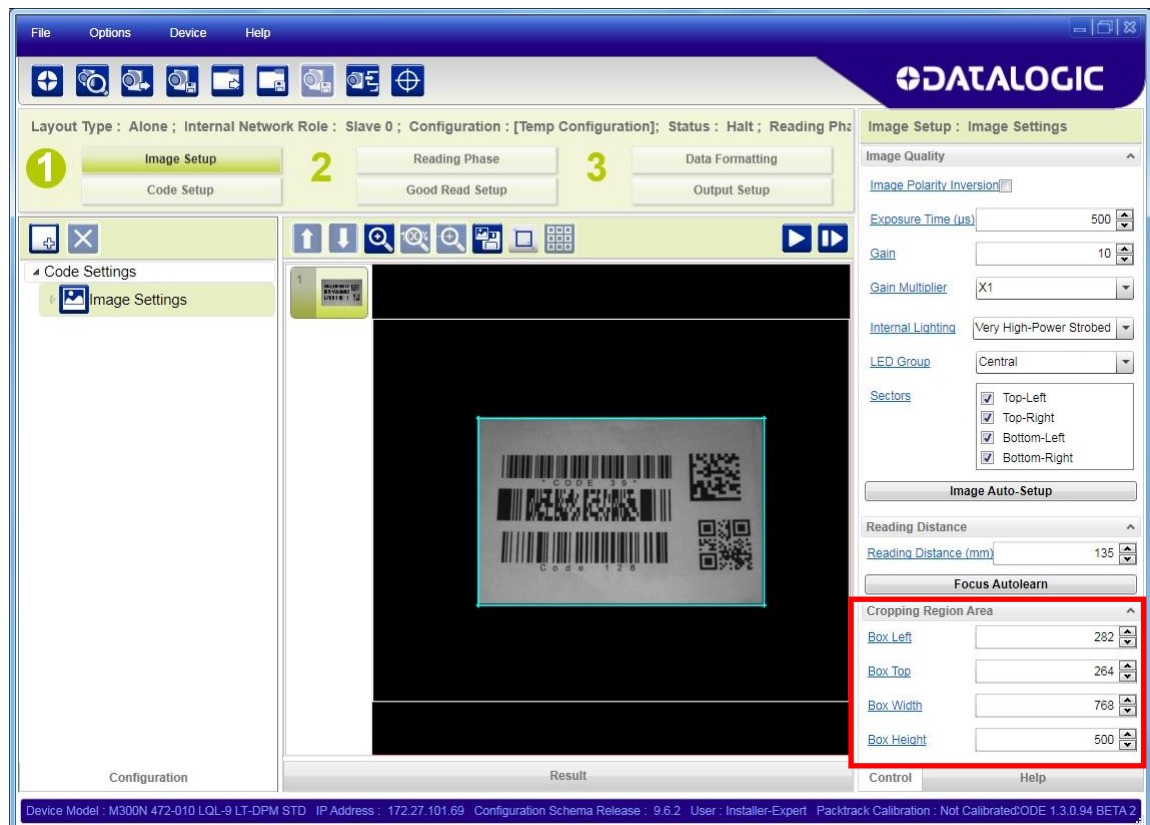 File Options Device Help
DATALOGIC
Layout Type : Alone ; Internal Network Role : Slave 0 ; Configuration : [Temp Configuration]; Status : Halt ; Reading Pha
1 Image Setup 2 Reading Phase 3 Data Formatting
Code Setup Good Read Setup Output Setup
100%
Code Settings
Image Settings
1
*CODE 39*
Code 128
Configuration
Result
Image Setup : Image Settings
Image Quality
Image Polarity Inversion
Exposure Time (µs) 500
Gain 10
Gain Multiplier X1
Internal Lighting Very High-Power Strobed
LED Group Central
Sectors
Top-Left
Top-Right
Bottom-Left
Bottom-Right
Image Auto-Setup
Reading Distance
Reading Distance (mm) 135
Focus Autolearn
Cropping Region Area
Box Left 282
Box Top 264
Box Width 768
Box Height 500
Control Help
Device Model : M300N 472-010 LQL-9 LT-DPM STD IP Address : 172.27.101.69 Configuration Schema Release : 9.6.2 User : Installer-Expert Packtrack Calibration : Not Calibrated:ODE 1.3.0.94 BETA 2